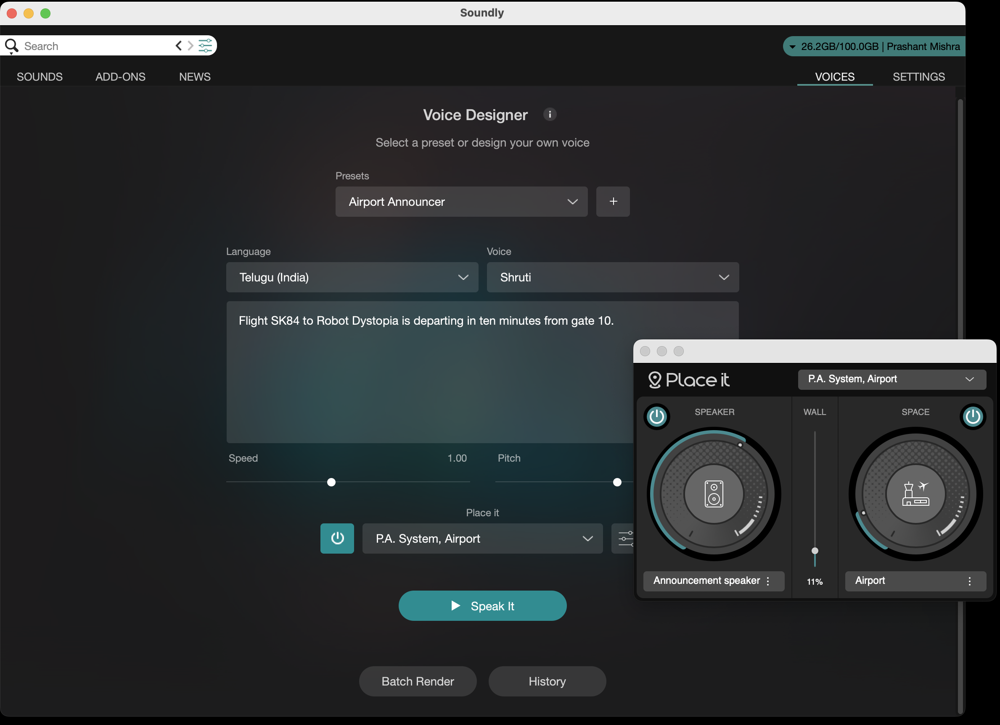 Soundly
Search
26.2GB/100.0GB | Prashant Mishra
SOUNDS
ADD-ONS
NEWS
VOICES
SETTINGS
Voice Designer
Select a preset or design your own voice
Presets
Airport Announcer
+
Language
Voice
Telugu (India)
Shruti
Flight SK84 to Robot Dystopia is departing in ten minutes from gate 10.
Speed
1.00
Pitch
Place it
P.A. System, Airport
Speak It
Batch Render
History
Place it
P.A. System, Airport
SPEAKER
WALL
SPACE
Announcement speaker
11%
Airport